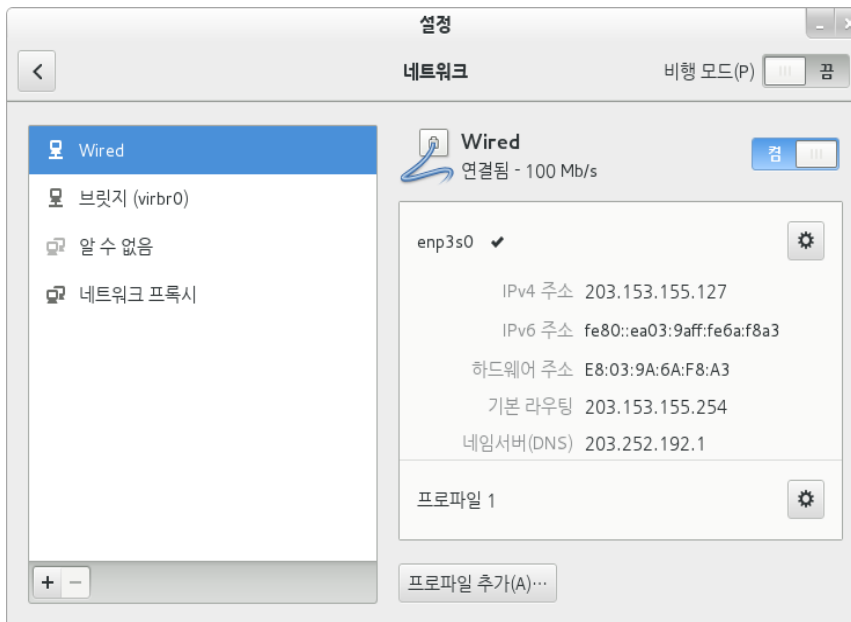 설정
네트워크
비행 모드(P)
끔
Wired
브릿지 (virbr0)
알 수 없음
네트워크 프록시
Wired
연결됨 - 100 Mb/s
켬
enp3s0
IPv4 주소 203.153.155.127
IPv6 주소 fe80::ea03:9aff:fe6a:f8a3
하드웨어 주소 E8:03:9A:6A:F8:A3
기본 라우팅 203.153.155.254
네임서버(DNS) 203.252.192.1
프로파일 1
프로파일 추가(A)…